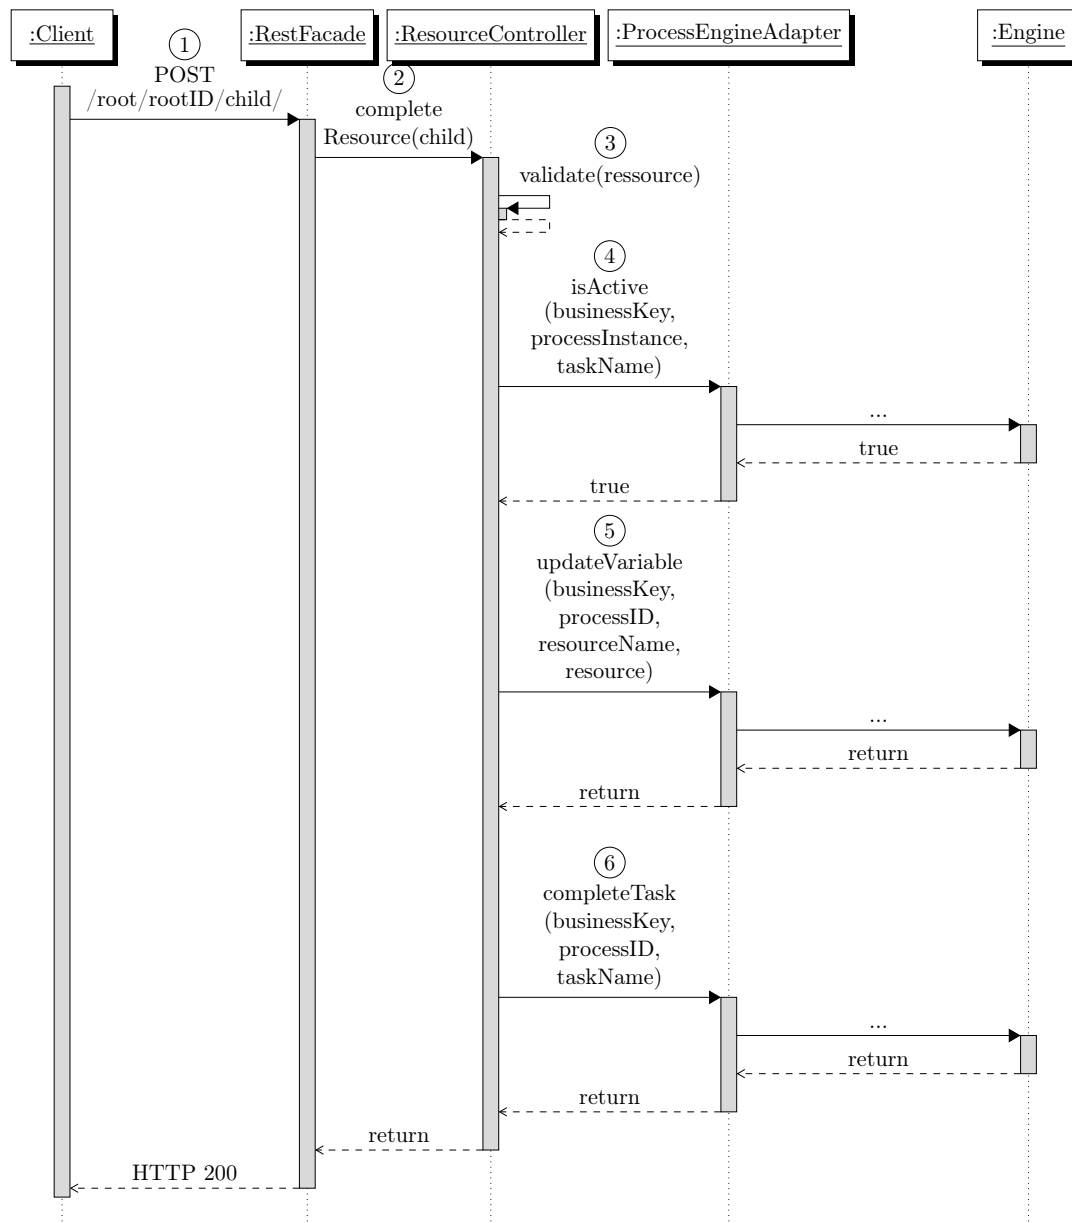 :Client
:RestFacade
:ResourceController
:ProcessEngineAdapter
:Engine
1
POST
/root/rootID/child/
2
complete
Resource(child)
3
validate(ressource)
4
isActive
(businessKey,
processInstance,
taskName)
...
true
true
5
updateVariable
(businessKey,
processID,
resourceName,
resource)
...
return
return
6
completeTask
(businessKey,
processID,
taskName)
...
return
return
return
HTTP 200